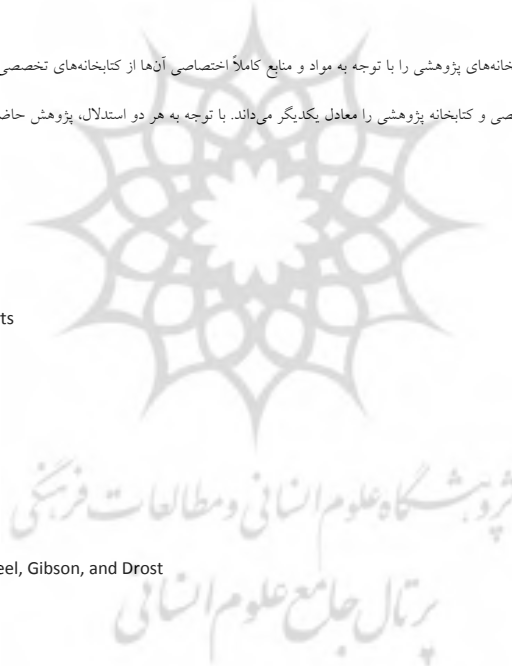 خانه‌های پژوهشی را با توجه به مواد و منابع کاملاً اختصاصی آن‌ها از کتابخانه‌های تخصصی
صی و کتابخانه پژوهشی را معادل یکدیگر می‌داند. با توجه به هر دو استدلال، پژوهش حاض
ts
پژوهشگاه علوم انسانی و مطالعات فرهنگی
eel, Gibson, and Drost
پرتال جامع علوم انسانی